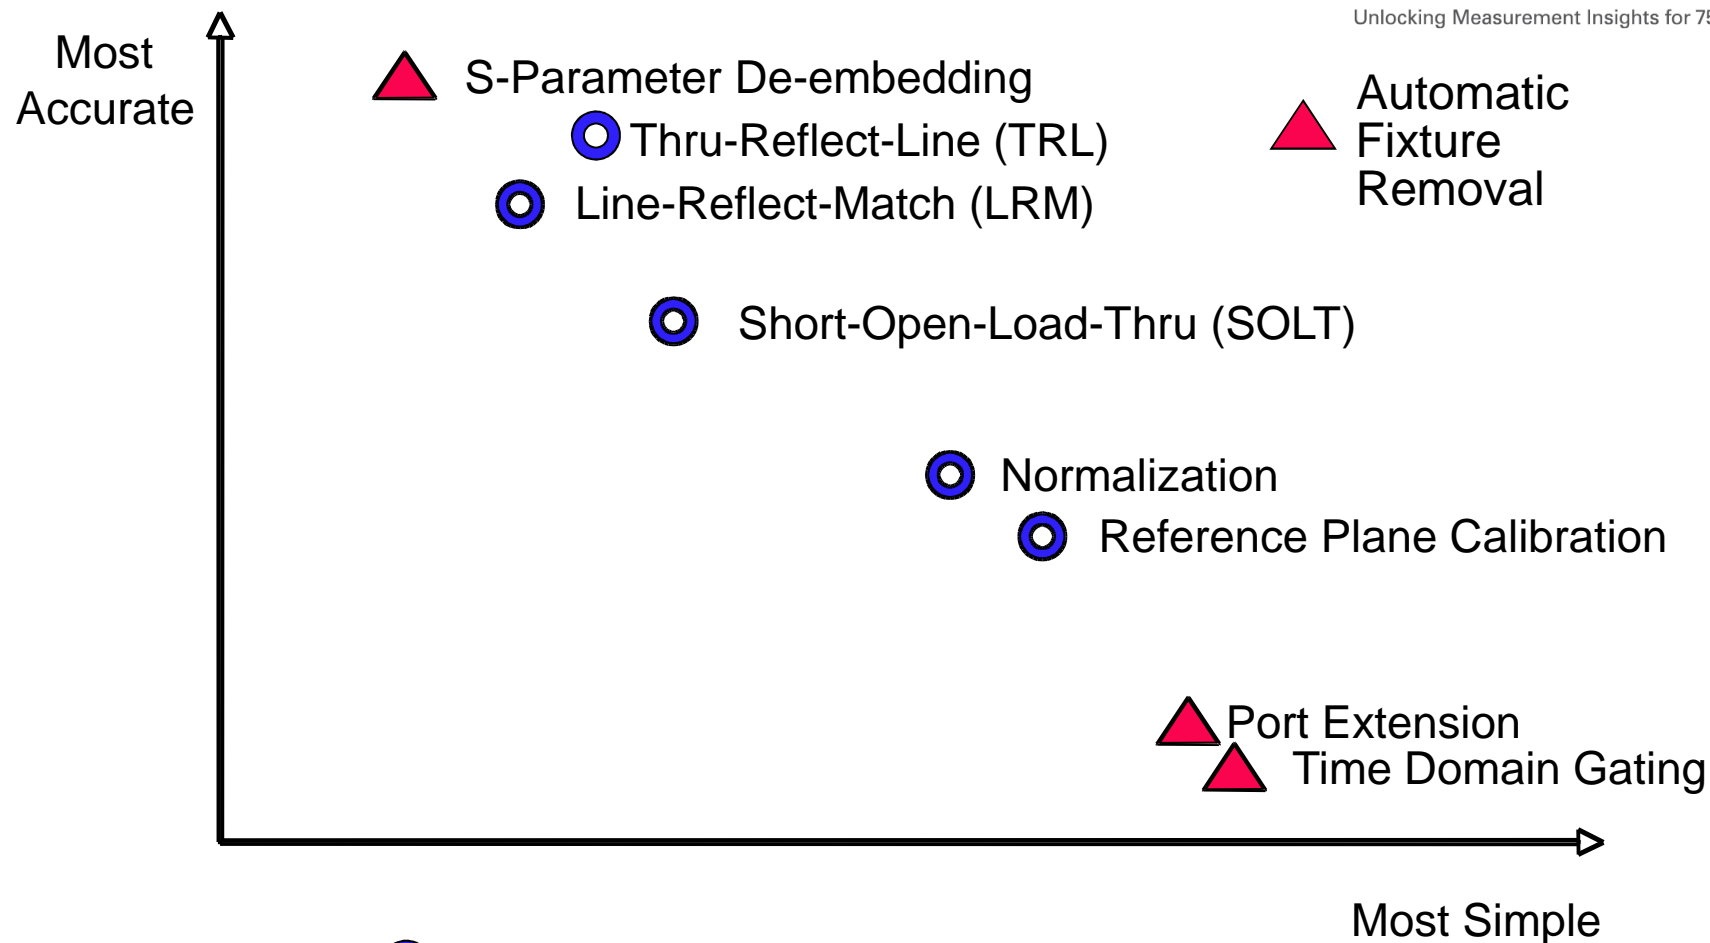 Unlocking Measurement Insights for 75
Most
Accurate
S-Parameter De-embedding
Automatic
Fixture
Removal
Thru-Reflect-Line (TRL)
Line-Reflect-Match (LRM)
Short-Open-Load-Thru (SOLT)
Normalization
Reference Plane Calibration
Port Extension
Time Domain Gating
Most Simple